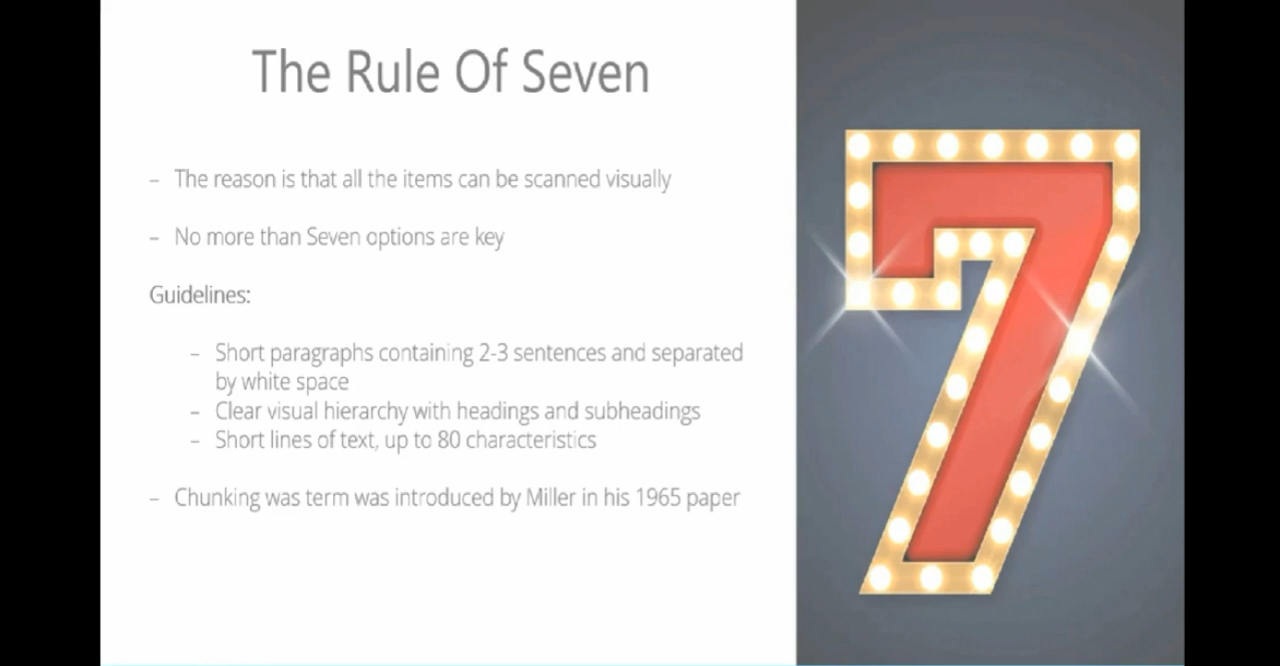 The Rule Of Seven
– The reason is that all the items can be scanned visually
– No more than Seven options are key
Guidelines:
– Short paragraphs containing 2-3 sentences and separated
by white space
– Clear visual hierarchy with headings and subheadings
– Short lines of text, up to 80 characteristics
– Chunking was term was introduced by Miller in his 1965 paper
7